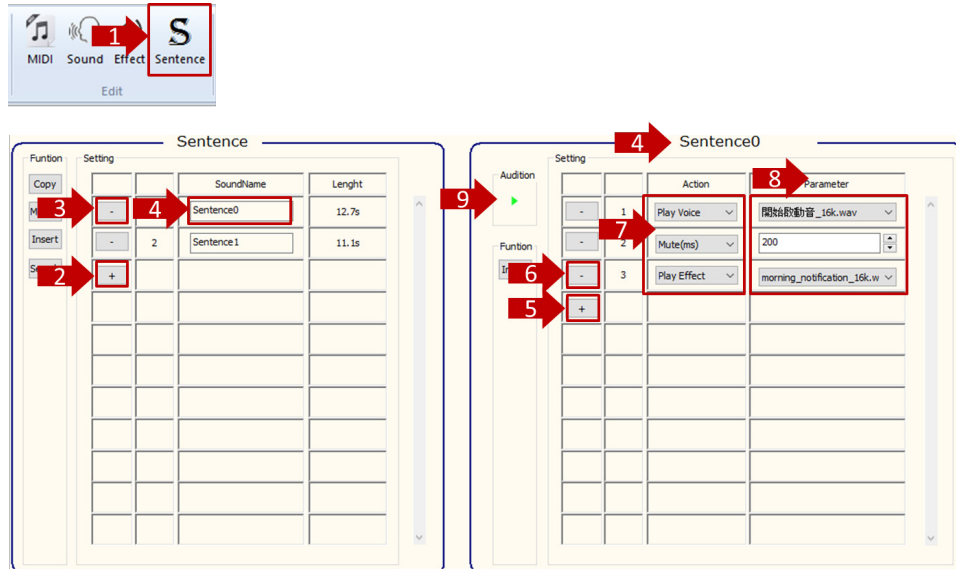 1
S
MIDI Sound Effect Sentence
Edit
Sentence
Funtion Setting
Copy
SoundName Lenght
3 - 4 Sentence0 12.7s
Insert - 2 Sentence1 11.1s
2 +
4 Sentence0
Setting
Audition
Action 8 Parameter
9 - 1 Play Voice 開始啟動音_16k.wav
7
Funtion - 2 Mute(ms) 200
6 - 3 Play Effect morning_notification_16k.w
5 +